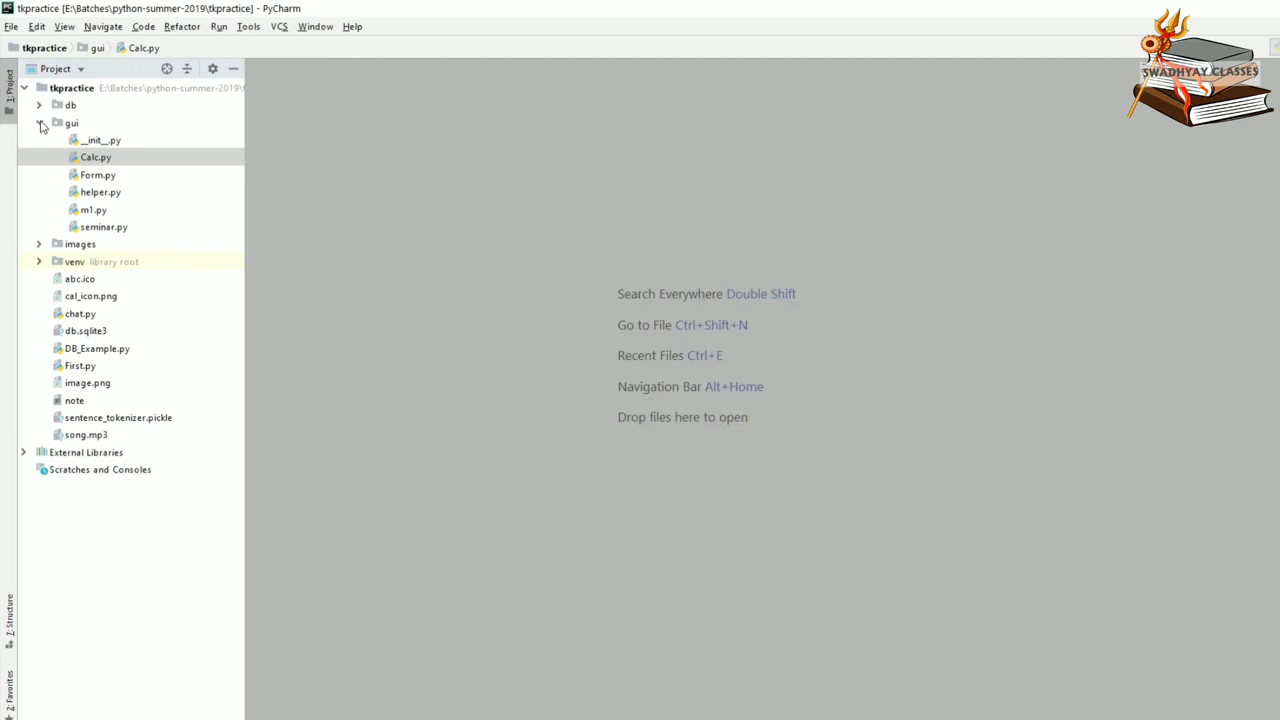 tkpractice [E:\Batches\python-summer-2019\tkpractice] - PyCharm
File Edit View Navigate Code Refactor Run Tools VCS Window Help
tkpractice gui Calc.py
Project
tkpractice E:\Batches\python-summer-2019\t
db
gui
__init__.py
Calc.py
Form.py
helper.py
m1.py
seminar.py
images
venv library root
abc.ico
cal_icon.png
chat.py
db.sqlite3
DB_Example.py
First.py
image.png
note
sentence_tokenizer.pickle
song.mp3
External Libraries
Scratches and Consoles
1: Project
7: Structure
2: Favorites
Search Everywhere Double Shift
Go to File Ctrl+Shift+N
Recent Files Ctrl+E
Navigation Bar Alt+Home
Drop files here to open
SWADHYAY CLASSES